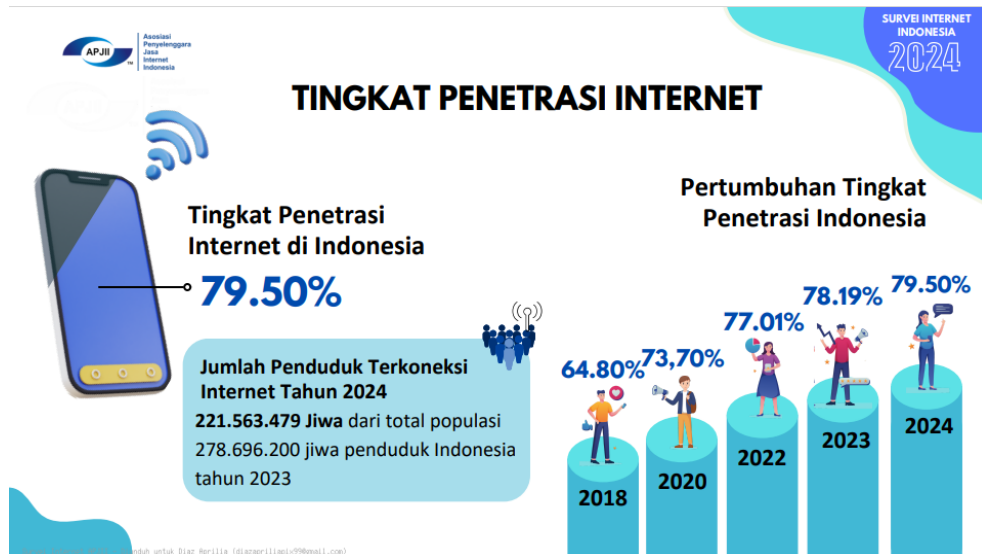 APJII
TM
Asosiasi
Penyelenggara
Jasa
Internet
Indonesia
SURVEI INTERNET
INDONESIA
2024
TINGKAT PENETRASI INTERNET
Tingkat Penetrasi
Internet di Indonesia
79.50%
Jumlah Penduduk Terkoneksi
Internet Tahun 2024
221.563.479 Jiwa dari total populasi
278.696.200 jiwa penduduk Indonesia
tahun 2023
Pertumbuhan Tingkat
Penetrasi Indonesia
64.80%
73,70%
77.01%
78.19%
79.50%
2018
2020
2022
2023
2024
untuk Diaz